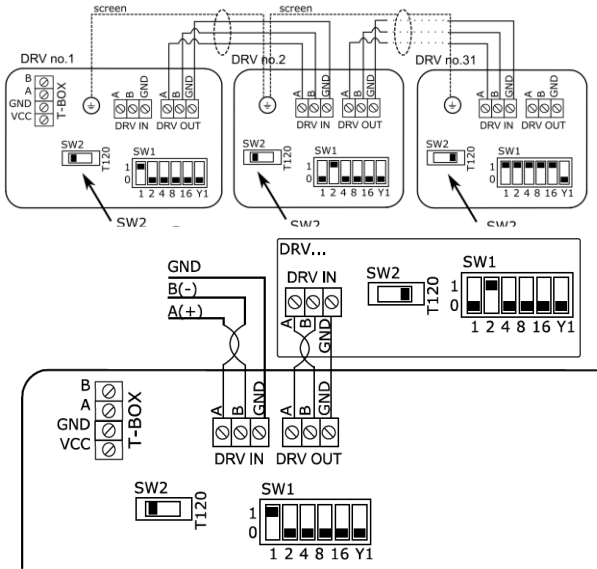 screen
screen
DRV no.1
DRV no.2
DRV no.31
B
A
GND
VCC
T-BOX
A
B
GND
A
B
GND
DRV IN
DRV OUT
SW2
T120
SW1
1
0
1 2 4 8 16 Y1
SW2
A
B
GND
A
B
GND
DRV IN
DRV OUT
SW2
T120
SW1
1
0
1 2 4 8 16 Y1
SW2
A
B
GND
DRV IN
DRV OUT
SW2
T120
SW1
1
0
1 2 4 8 16 Y1
SW2
GND
B(-)
A(+)
DRV...
DRV IN
A
B
GND
SW2
T120
SW1
1
0
1 2 4 8 16 Y1
B
A
GND
VCC
T-BOX
A
B
GND
A
B
GND
DRV IN
DRV OUT
SW2
T120
SW1
1
0
1 2 4 8 16 Y1